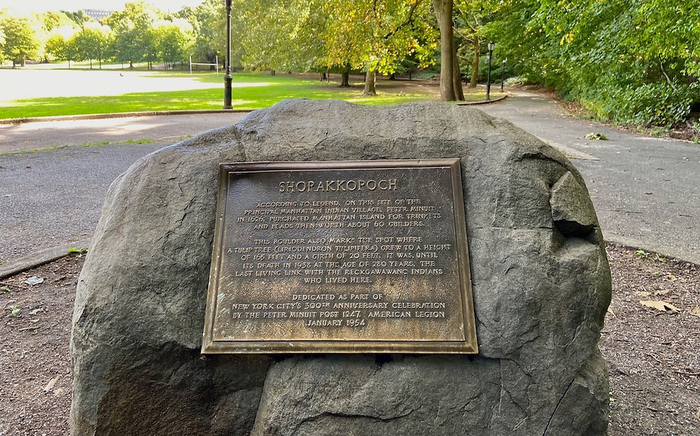 SHORAKKOPOCH
ACCORDING TO LEGEND, ON THIS SITE OF THE
PRINCIPAL MANHATTAN INDIAN VILLAGE, PETER MINUIT
IN 1626, PURCHASED MANHATTAN ISLAND FOR TRINKETS
AND BEADS THEN WORTH ABOUT 60 GUILDERS.
THIS BOULDER ALSO MARKS THE SPOT WHERE
A TULIP TREE (LIRIODENDRON TULIPIFERA) GREW TO A HEIGHT
OF 165 FEET AND A GIRTH OF 20 FEET. IT WAS, UNTIL
ITS DEATH IN 1932 AT THE AGE OF 280 YEARS, THE
LAST LIVING LINK WITH THE RECKGAWAWANC INDIANS
WHO LIVED HERE.
DEDICATED AS PART OF
NEW YORK CITY'S 300TH ANNIVERSARY CELEBRATION
BY THE PETER MINUIT POST 1247, AMERICAN LEGION
JANUARY 1954